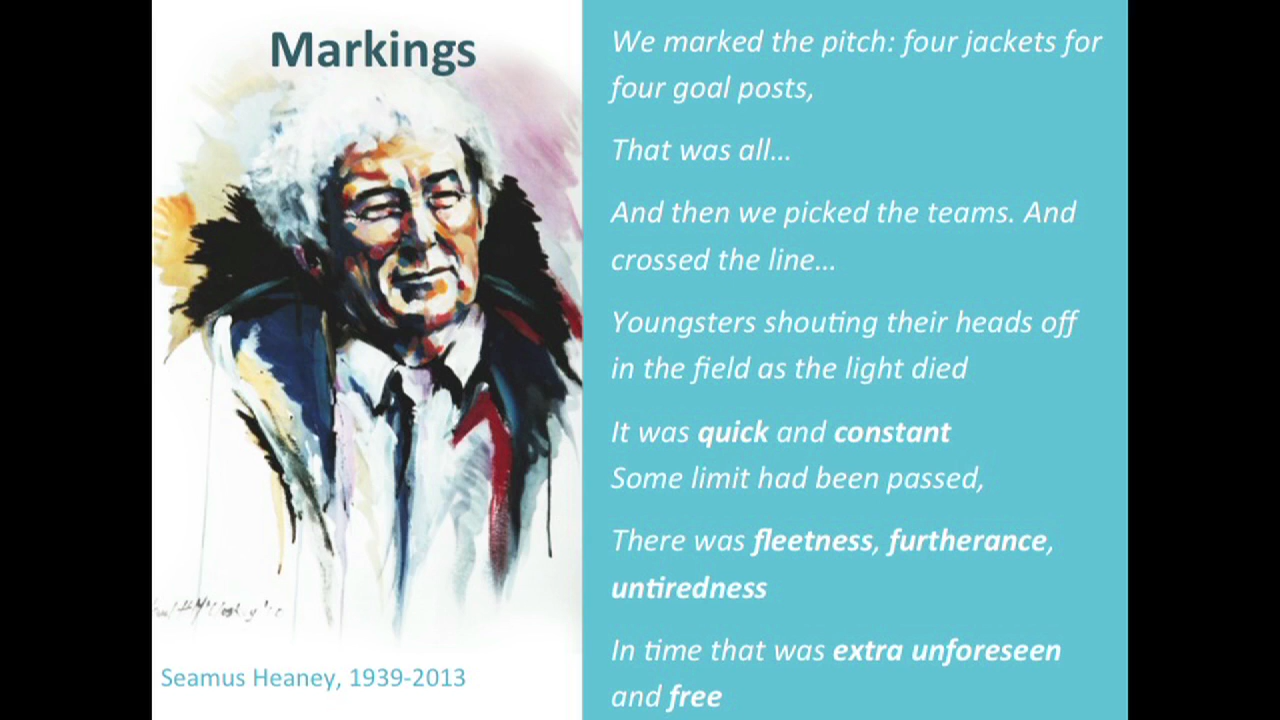 Markings
We marked the pitch: four jackets for
four goal posts,
That was all...
And then we picked the teams. And
crossed the line...
Youngsters shouting their heads off
in the field as the light died
It was quick and constant
Some limit had been passed,
There was fleetness, furtherance,
untiredness
In time that was extra unforeseen
and free
Seamus Heaney, 1939-2013